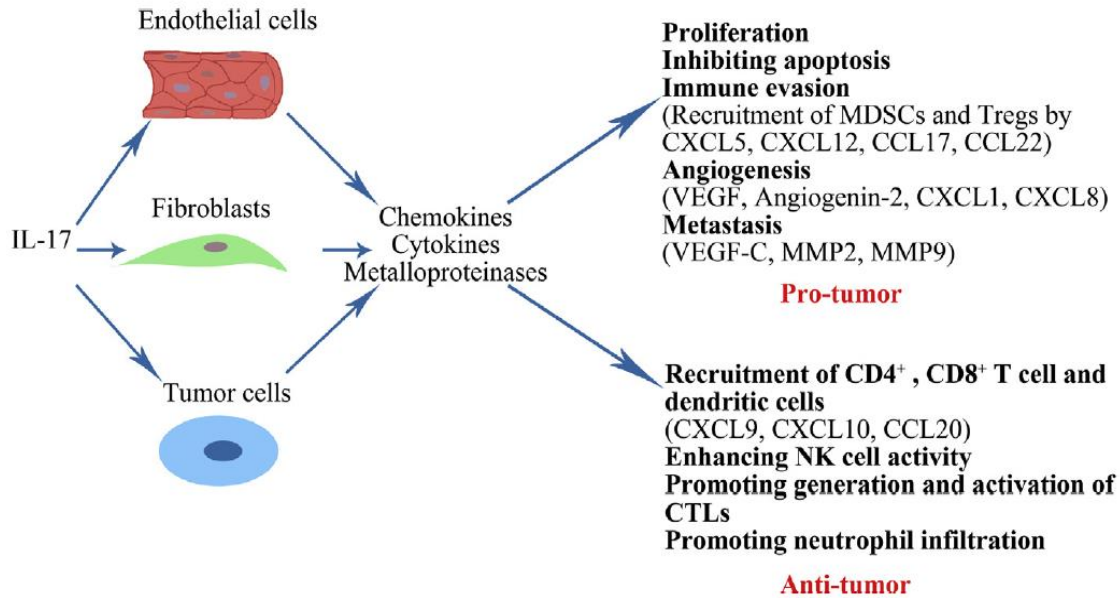 Endothelial cells
Fibroblasts
IL-17
Tumor cells
Chemokines
Cytokines
Metalloproteinases
Proliferation
Inhibiting apoptosis
Immune evasion
(Recruitment of MDSCs and Tregs by
CXCL5, CXCL12, CCL17, CCL22)
Angiogenesis
(VEGF, Angiogenin-2, CXCL1, CXCL8)
Metastasis
(VEGF-C, MMP2, MMP9)
Pro-tumor
Recruitment of CD4⁺ , CD8⁺ T cell and
dendritic cells
(CXCL9, CXCL10, CCL20)
Enhancing NK cell activity
Promoting generation and activation of
CTLs
Promoting neutrophil infiltration
Anti-tumor